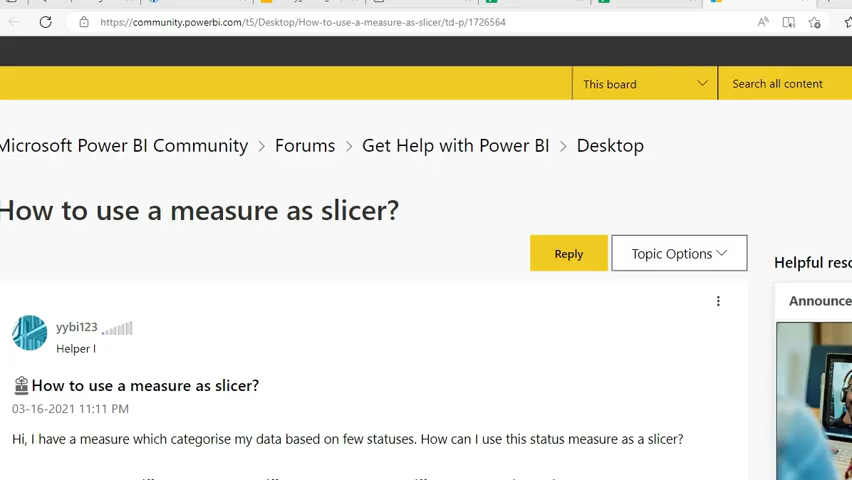 https://community.powerbi.com/t5/Desktop/How-to-use-a-measure-as-slicer/td-p/1726564
This board
Search all content
Microsoft Power BI Community > Forums > Get Help with Power BI > Desktop
How to use a measure as slicer?
Reply
Topic Options
Helpful reso
Announce
yybi123
Helper I
How to use a measure as slicer?
03-16-2021 11:11 PM
Hi, I have a measure which categorise my data based on few statuses. How can I use this status measure as a slicer?